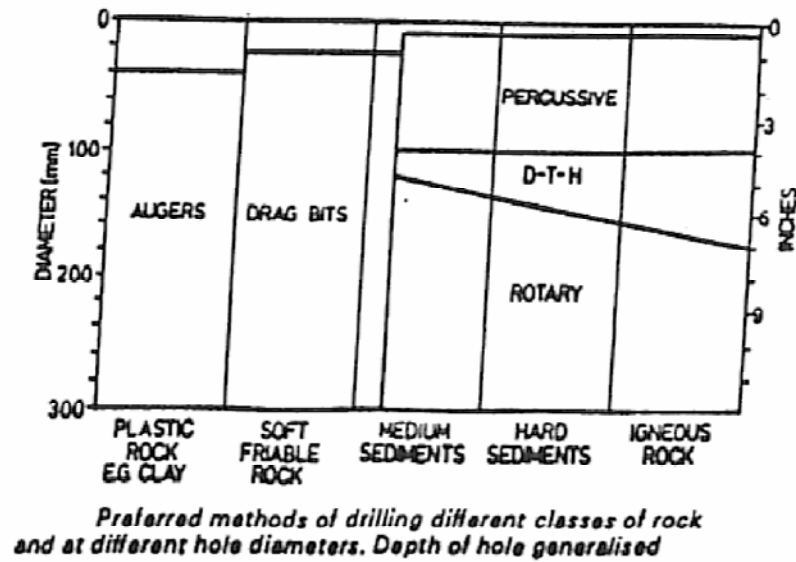 0
100
200
300
DIAMETER (mm)
AUGERS
DRAG BITS
PERCUSSIVE
D-T-H
ROTARY
0
3
6
9
INCHES
PLASTIC
ROCK
E.G CLAY
SOFT
FRIABLE
ROCK
MEDIUM
SEDIMENTS
HARD
SEDIMENTS
IGNEOUS
ROCK
Preferred methods of drilling different classes of rock
and at different hole diameters. Depth of hole generalised